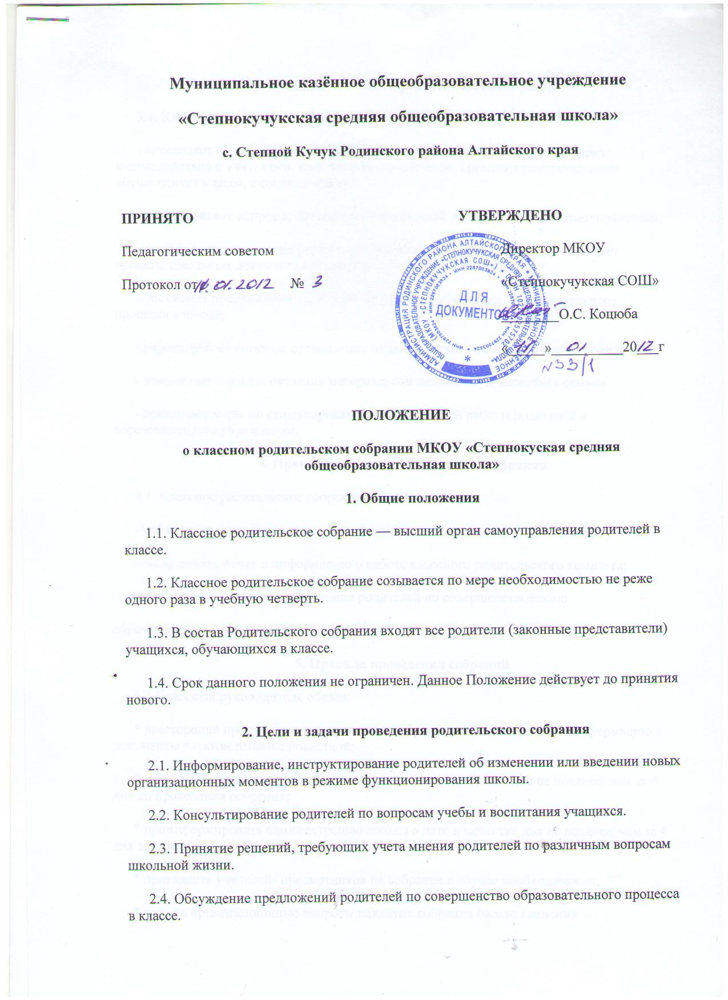 Муниципальное казённое общеобразовательное учреждение
«Степнокучукская средняя общеобразовательная школа»
с. Степной Кучук Родинского района Алтайского края
ПРИНЯТО
Педагогическим советом
Протокол от 11.01.2012 № 3
УТВЕРЖДЕНО
Директор МКОУ
«Степнокучукская СОШ»
О.С. Коцюба
« 11 » 01 2012 г
№33/1
ДЛЯ
ДОКУМЕНТОВ
ПОЛОЖЕНИЕ
о классном родительском собрании МКОУ «Степнокуская средняя
общеобразовательная школа»
1. Общие положения
1.1. Классное родительское собрание — высший орган самоуправления родителей в
классе.
1.2. Классное родительское собрание созывается по мере необходимостью не реже
одного раза в учебную четверть.
1.3. В состав Родительского собрания входят все родители (законные представители)
учащихся, обучающихся в классе.
1.4. Срок данного положения не ограничен. Данное Положение действует до принятия
нового.
2. Цели и задачи проведения родительского собрания
2.1. Информирование, инструктирование родителей об изменении или введении новых
организационных моментов в режиме функционирования школы.
2.2. Консультирование родителей по вопросам учебы и воспитания учащихся.
2.3. Принятие решений, требующих учета мнения родителей по различным вопросам
школьной жизни.
2.4. Обсуждение предложений родителей по совершенство образовательного процесса
в классе.